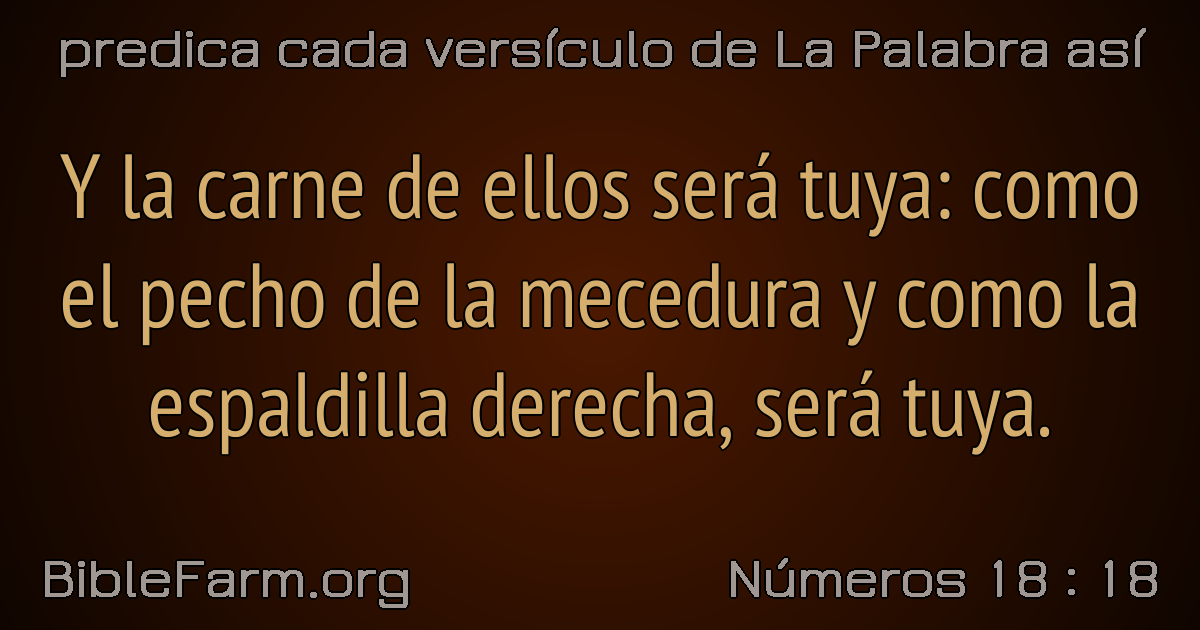 predica cada versículo de La Palabra así
Y la carne de ellos será tuya: como
el pecho de la mecedura y como la
espaldilla derecha, será tuya.
BibleFarm.org
Números 18 : 18